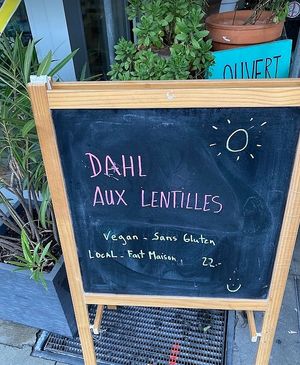 OUVERT
DAHL
AUX LENTILLES
Vegan - Sans Gluten
LOCAL - Fait Maison, 22.-